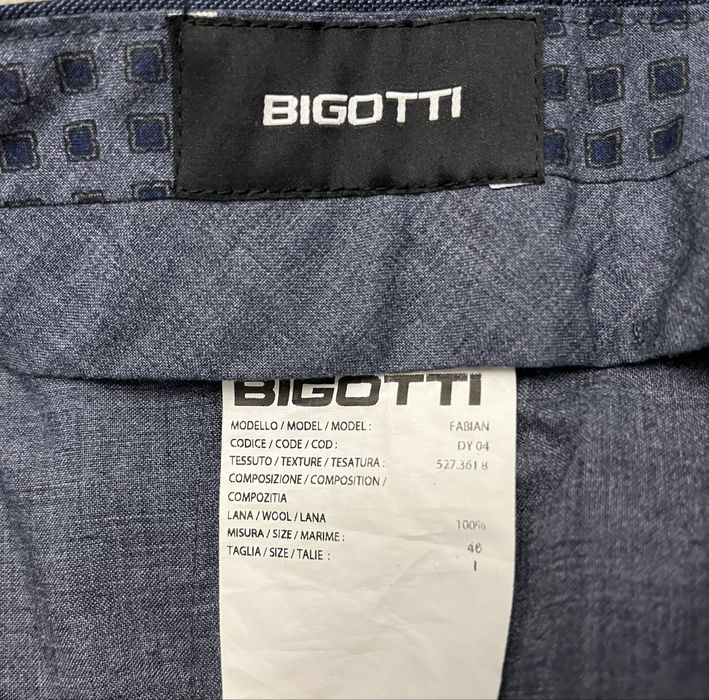 BIGOTTI
BIGOTTI
MODELLO / MODEL / MODEL : FABIAN
CODICE / CODE / COD : DY 04
TESSUTO / TEXTURE / TESATURA : 527.361 8
COMPOSIZIONE / COMPOSITION /
COMPOZITIA
LANA / WOOL / LANA 100%
MISURA / SIZE / MARIME : 46
TAGLIA / SIZE / TALIE : I